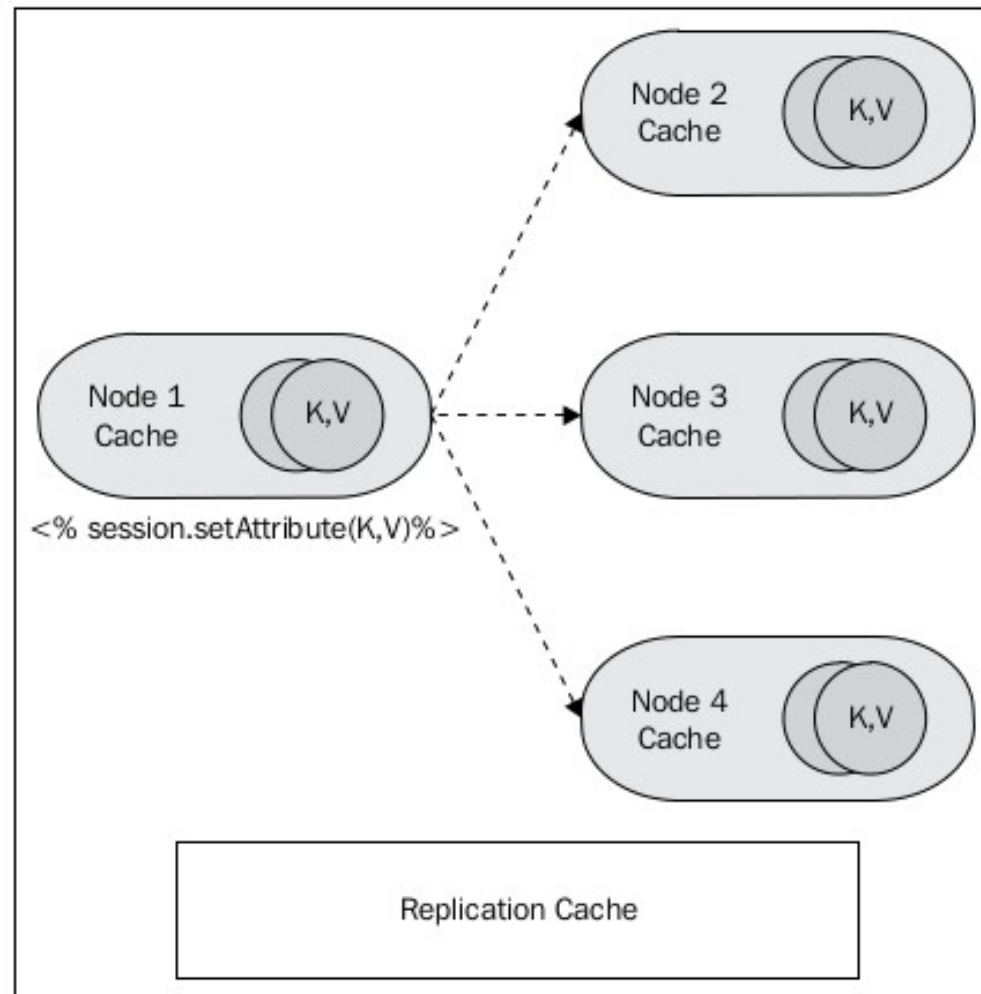 Node 2
Cache
K,V
Node 1
Cache
K,V
<% session.setAttribute(K,V)%>
Node 3
Cache
K,V
Node 4
Cache
K,V
Replication Cache